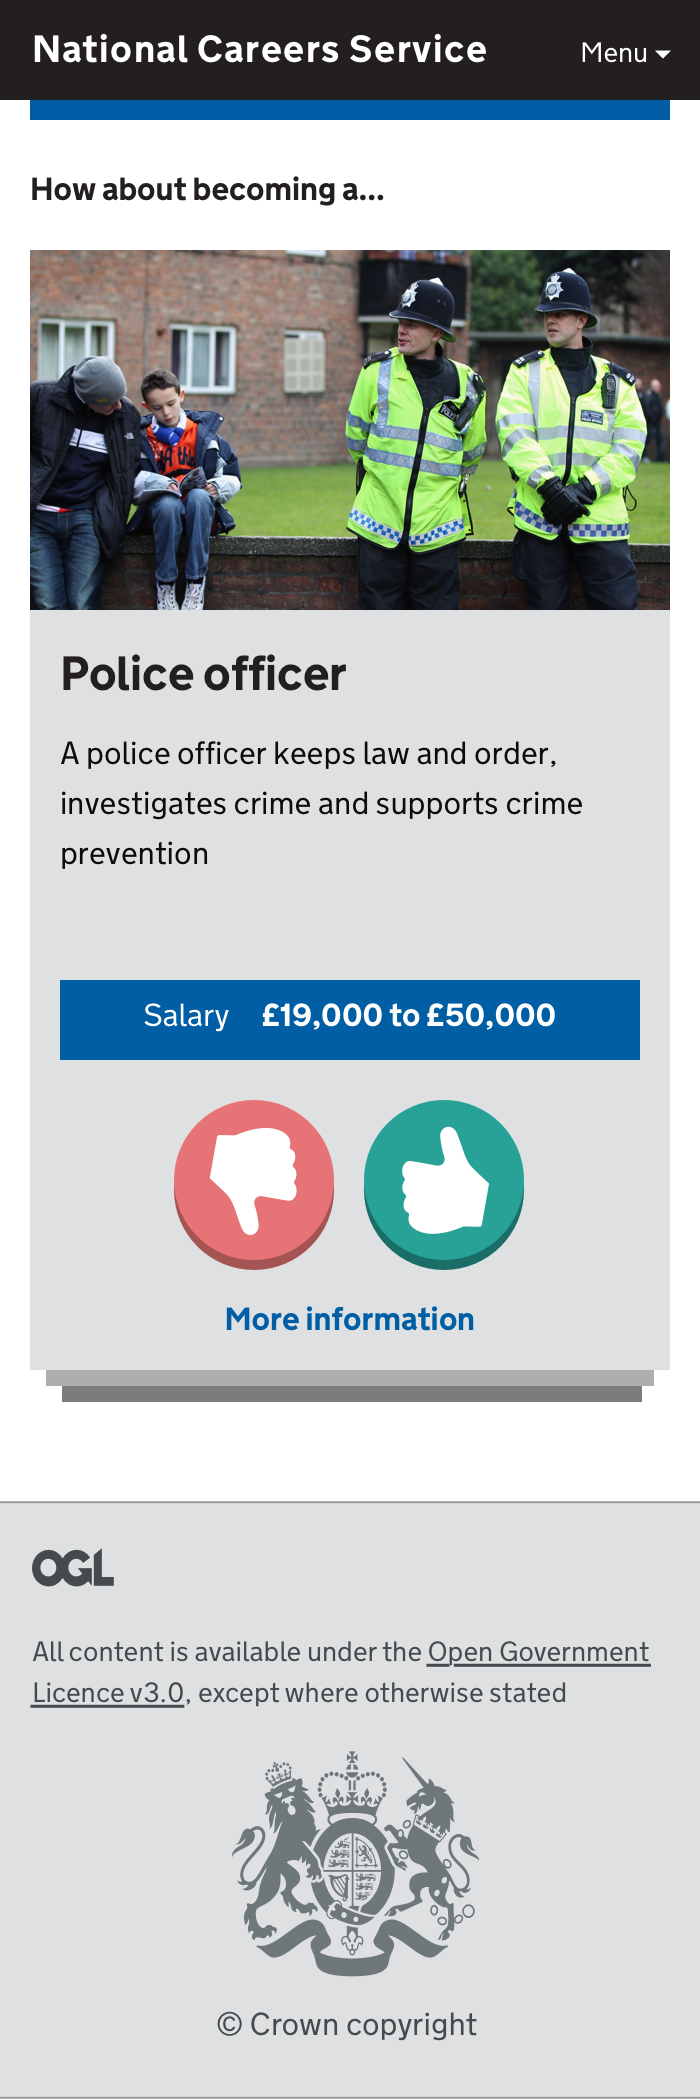 National Careers Service
Menu
How about becoming a...
POLICE
Police officer
A police officer keeps law and order,
investigates crime and supports crime
prevention
Salary £19,000 to £50,000
More information
OGL
All content is available under the Open Government
Licence v3.0, except where otherwise stated
© Crown copyright